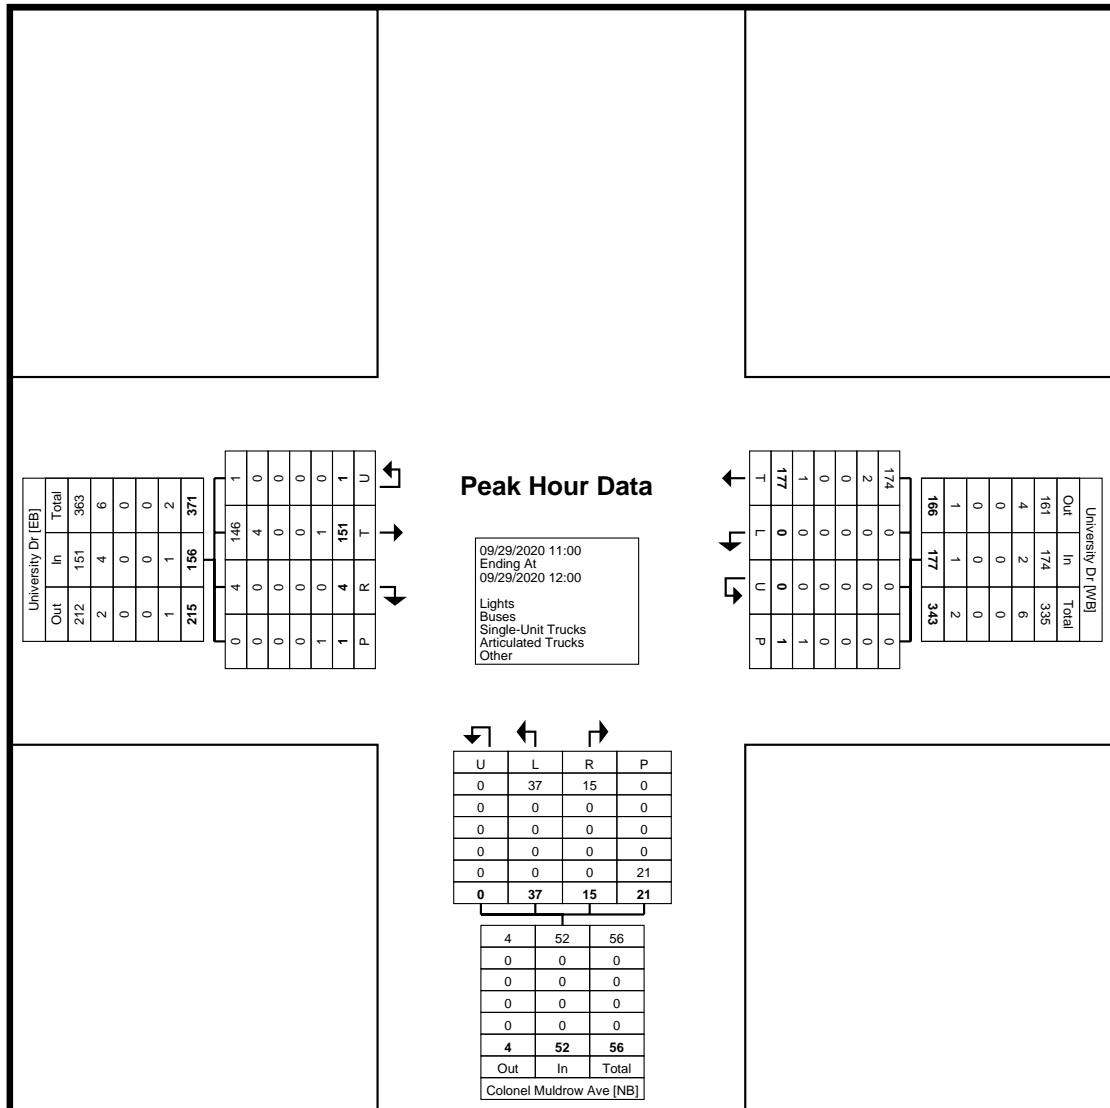 Peak Hour Data
09/29/2020 11:00
Ending At
09/29/2020 12:00
Lights
Buses
Single-Unit Trucks
Articulated Trucks
Other
University Dr [EB]
Total In Out
363 151 212
6 4 2
0 0 0
0 0 0
2 1 1
371 156 215
1 146 4 0
0 4 0 0
0 0 0 0
0 0 0 0
0 1 0 1
1 151 4 1
U T R P
T L U P
177 0 0 1
1 0 0 1
0 0 0 0
0 0 0 0
2 0 0 0
174 0 0 0
University Dr [WB]
Out In Total
161 174 335
4 2 6
0 0 0
0 0 0
1 1 2
166 177 343
U L R P
0 37 15 0
0 0 0 0
0 0 0 0
0 0 0 0
0 0 0 21
0 37 15 21
4 52 56
0 0 0
0 0 0
0 0 0
0 0 0
4 52 56
Out In Total
Colonel Muldrow Ave [NB]